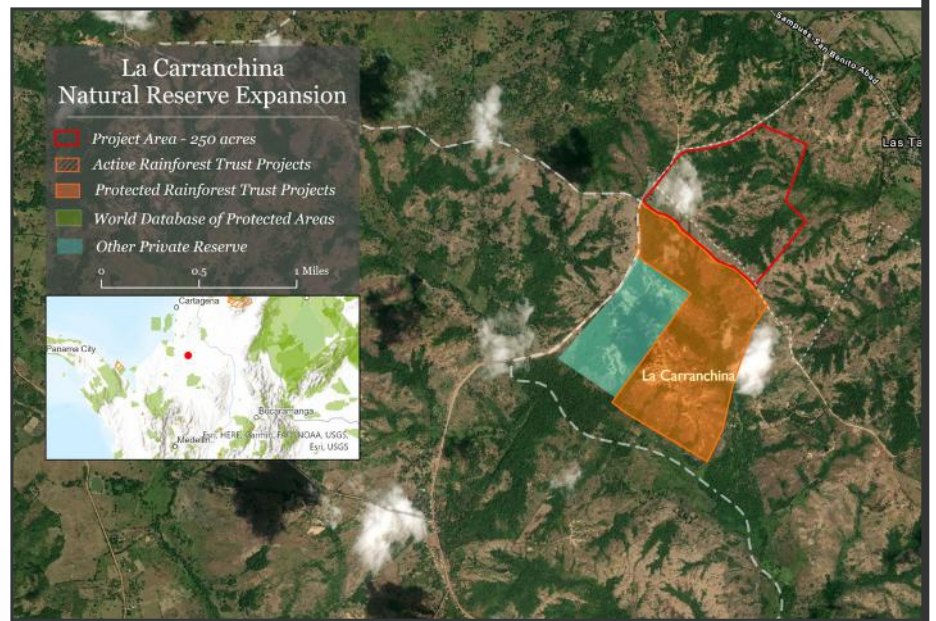 La Carranchina
Natural Reserve Expansion
Project Area - 250 acres
Active Rainforest Trust Projects
Protected Rainforest Trust Projects
World Database of Protected Areas
Other Private Reserve
0 0.5 1 Miles
Cartagena
Panama City
Bucaramanga
Medellín
Esri, HERE, Garmin, FAO, NOAA, USGS,
Esri, USGS
Sampués-San Benito Abad
Las Ta
La Carranchina